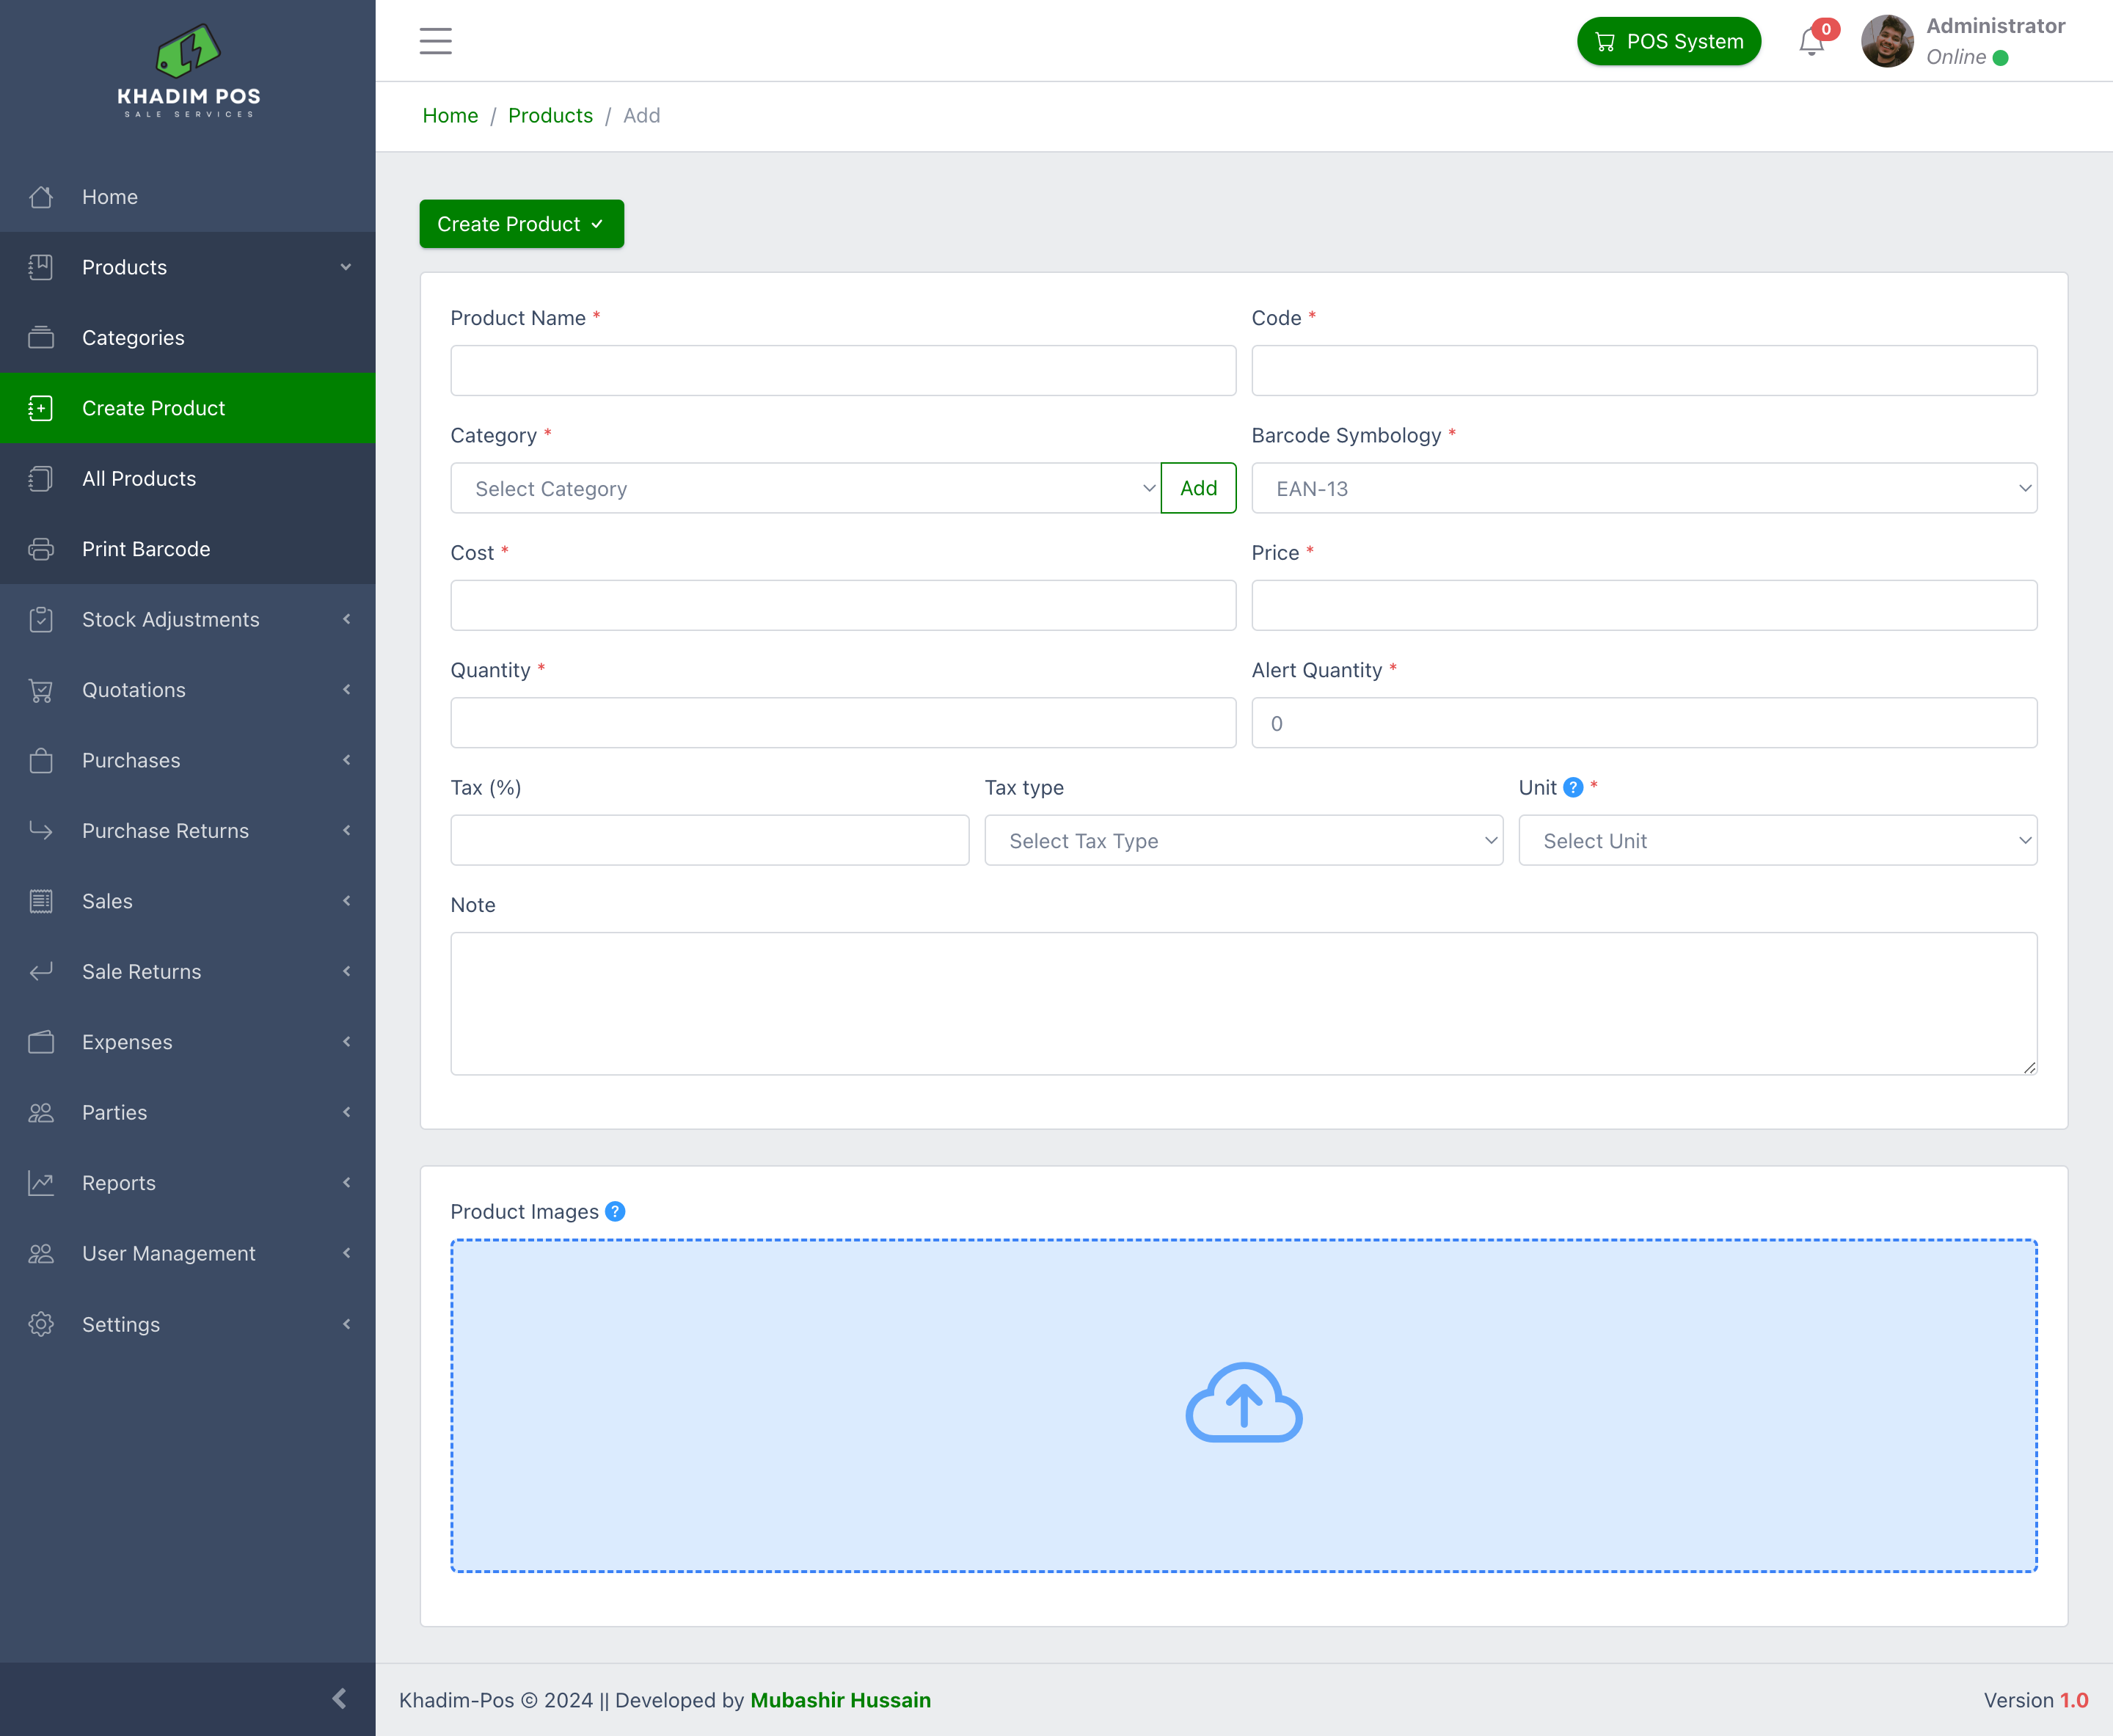 KHADIM POS
SALE SERVICES
Home
Products
Categories
Create Product
All Products
Print Barcode
Stock Adjustments
Quotations
Purchases
Purchase Returns
Sales
Sale Returns
Expenses
Parties
Reports
User Management
Settings
POS System
0
Administrator
Online
Home / Products / Add
Create Product
Product Name *
Code *
Category *
Barcode Symbology *
Select Category
Add
EAN-13
Cost *
Price *
Quantity *
Alert Quantity *
0
Tax (%)
Tax type
Unit ? *
Select Tax Type
Select Unit
Note
Product Images ?
Khadim-Pos © 2024 || Developed by Mubashir Hussain
Version 1.0